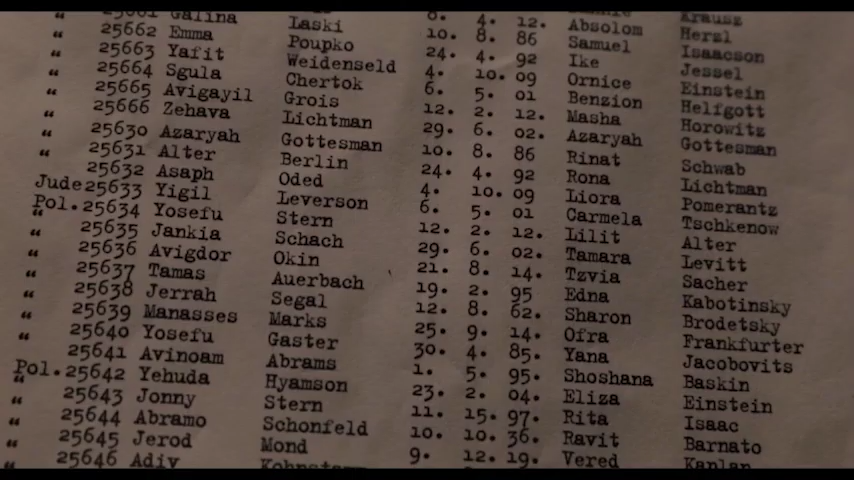 Krausz
“ 25661 Galina Laski 8. 4. 12. Absolom Herzl
“ 25662 Emma Poupko 10. 8. 86 Samuel Isaacson
“ 25663 Yafit Weidenseld 24. 4. 92 Ike Jessel
“ 25664 Sgula Chertok 4. 10. 09 Ornice Einstein
“ 25665 Avigayil Grois 6. 5. 01 Benzion Helfgott
“ 25666 Zehava Lichtman 12. 2. 12. Masha Horowitz
“ 25630 Azaryah Gottesman 29. 6. 02. Azaryah Gottesman
“ 25631 Alter Berlin 10. 8. 86 Rinat Schwab
25632 Asaph Oded 24. 4. 92 Rona Lichtman
Jude 25633 Yigil Leverson 4. 10. 09 Liora Pomerantz
Pol. 25634 Yosefu Stern 6. 5. 01 Carmela Tschkenow
“ 25635 Jankia Schach 12. 2. 12. Lilit Alter
“ 25636 Avigdor Okin 29. 6. 02. Tamara Levitt
“ 25637 Tamas Auerbach 21. 8. 14. Tzvia Sacher
“ 25638 Jerrah Segal 19. 2. 95 Edna Kabotinsky
“ 25639 Manasses Marks 12. 8. 62. Sharon Brodetsky
“ 25640 Yosefu Gaster 25. 9. 14. Ofra Frankfurter
“ 25641 Avinoam Abrams 30. 4. 85. Yana Jacobovits
Pol. 25642 Yehuda Hyamson 1. 5. 95. Shoshana Baskin
“ 25643 Jonny Stern 23. 2. 04. Eliza Einstein
“ 25644 Abramo Schonfeld 11. 15. 97. Rita Isaac
“ 25645 Jerod Mond 10. 10. 36. Ravit Barnato
“ 25646 Adiv 9. 12. 19. Vered Kaplan